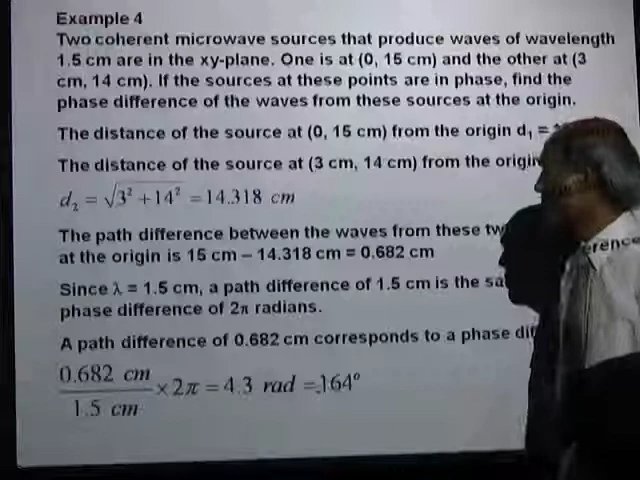 Example 4
Two coherent microwave sources that produce waves of wavelength
1.5 cm are in the xy-plane. One is at (0, 15 cm) and the other at (3
cm, 14 cm). If the sources at these points are in phase, find the
phase difference of the waves from these sources at the origin.
The distance of the source at (0, 15 cm) from the origin d₁ =
The distance of the source at (3 cm, 14 cm) from the
d₂ = √3² + 14² = 14.318 cm
The path difference between the waves from these
at the origin is 15 cm – 14.318 cm = 0.682 cm
Since λ = 1.5 cm, a path difference of 1.5 cm is the
phase difference of 2π radians.
A path difference of 0.682 cm corresponds to a phase
0.682 cm
1.5 cm × 2π = 4.3 rad = 164°